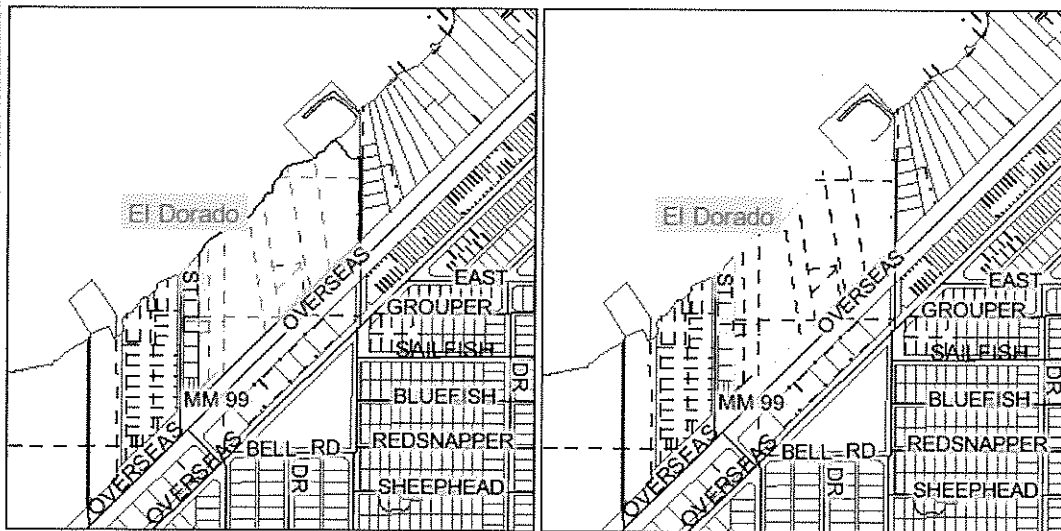 El Dorado
ST
OVERSEAS
EAST
GROUPER
SAILFISH
DR
MM 99
BLUEFISH
OVERSEAS
OVERSEAS
BELL RD
DR
REDSNAPPER
SHEEPHEAD
El Dorado
ST
OVERSEAS
EAST
GROUPER
SAILFISH
DR
MM 99
BLUEFISH
OVERSEAS
OVERSEAS
BELL RD
DR
REDSNAPPER
SHEEPHEAD